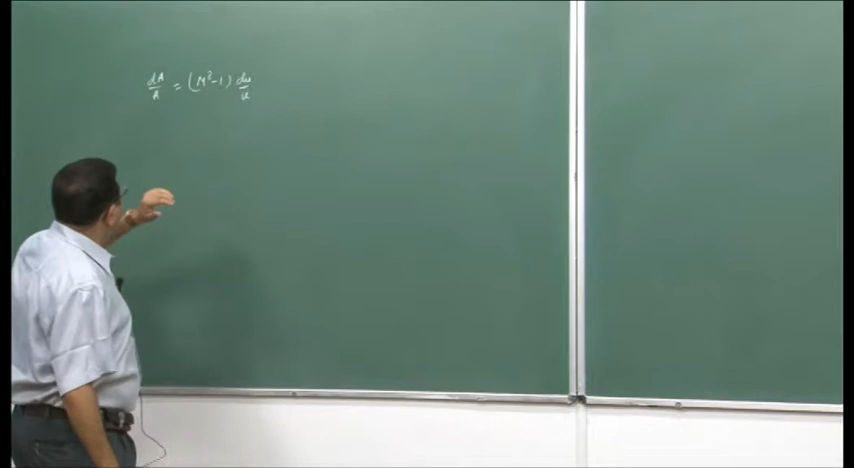 dA/A = (M²-1) du/u